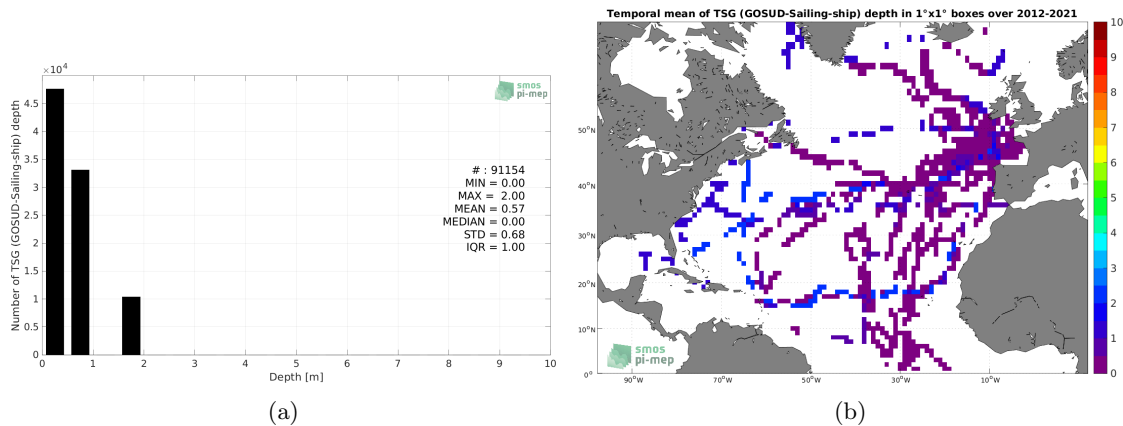 ×10⁴
4.5
4
3.5
3
2.5
2
1.5
1
0.5
0
Number of TSG (GOSUD-Sailing-ship) depth
smos
pi-mep
# : 91154
MIN = 0.00
MAX = 2.00
MEAN = 0.57
MEDIAN = 0.00
STD = 0.68
IQR = 1.00
0 1 2 3 4 5 6 7 8 9 10
Depth [m]
(a)
Temporal mean of TSG (GOSUD-Sailing-ship) depth in 1°x1° boxes over 2012-2021
50°N
40°N
30°N
20°N
10°N
0°
90°W 70°W 50°W 30°W 10°W
smos
pi-mep
10
9
8
7
6
5
4
3
2
1
0
(b)